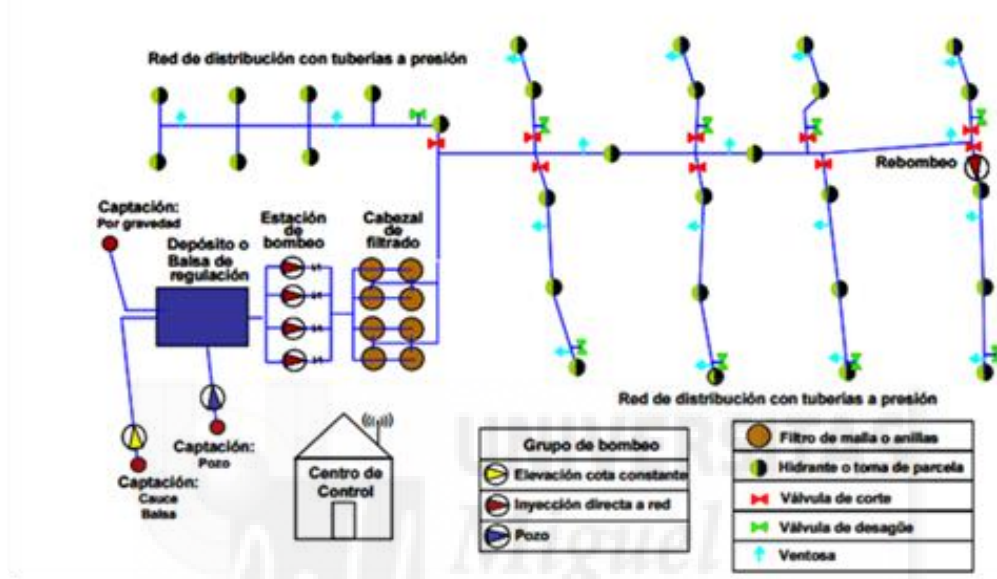 Red de distribución con tuberías a presión
Rebombeo
Captación:
Por gravedad
Depósito o
Balsa de
regulación
Estación
de
bombeo
Cabezal
de
filtrado
Captación:
Pozo
Captación:
Cauce
Balsa
Centro de
Control
Red de distribución con tuberías a presión
Grupo de bombeo
Elevación cota constante
Inyección directa a red
Pozo
Filtro de malla o anillas
Hidrante o toma de parcela
Válvula de corte
Válvula de desagüe
Ventosa
UNIVERS
Miguel